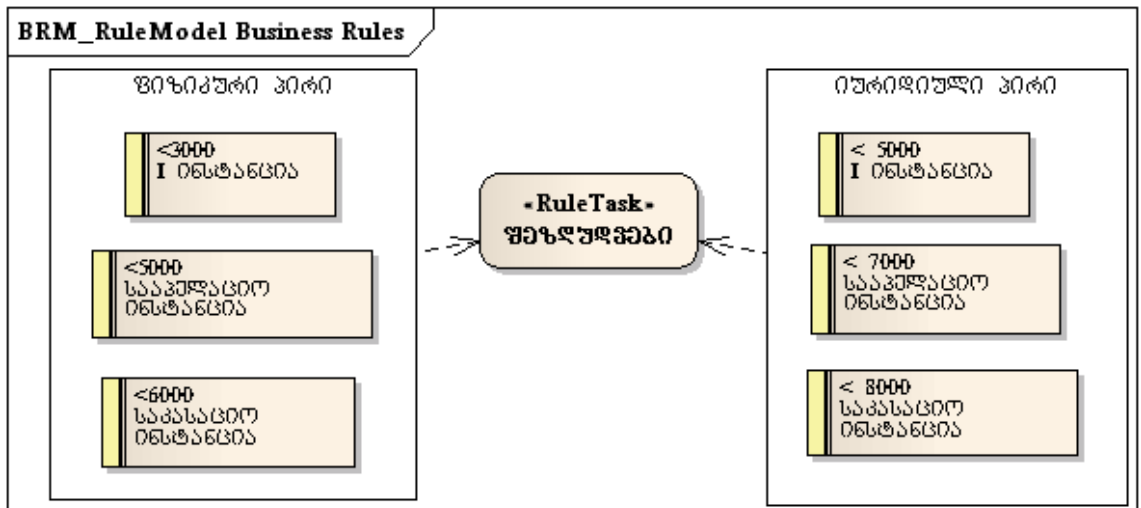 BRM_RuleModel Business Rules
ფიზიკური პირი
<3000
I ინსტანცია
<5000
სააპელაციო
ინსტანცია
<6000
საკასაციო
ინსტანცია
«RuleTask»
შეზღუდვები
იურიდიული პირი
< 5000
I ინსტანცია
< 7000
სააპელაციო
ინსტანცია
< 8000
საკასაციო
ინსტანცია